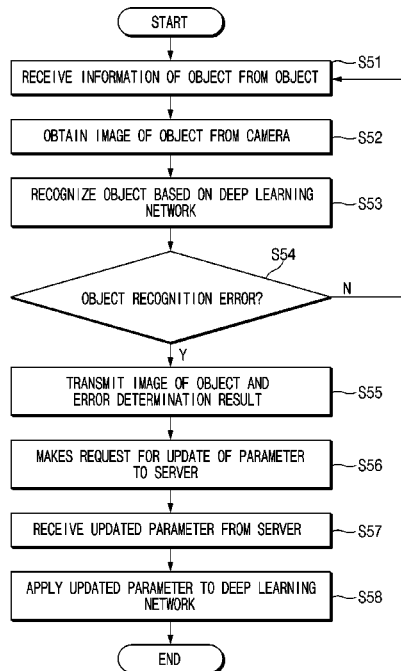 START
RECEIVE INFORMATION OF OBJECT FROM OBJECT
S51
OBTAIN IMAGE OF OBJECT FROM CAMERA
S52
RECOGNIZE OBJECT BASED ON DEEP LEARNING
NETWORK
S53
S54
OBJECT RECOGNITION ERROR?
N
Y
TRANSMIT IMAGE OF OBJECT AND
ERROR DETERMINATION RESULT
S55
MAKES REQUEST FOR UPDATE OF PARAMETER
TO SERVER
S56
RECEIVE UPDATED PARAMETER FROM SERVER
S57
APPLY UPDATED PARAMETER TO DEEP LEARNING
NETWORK
S58
END